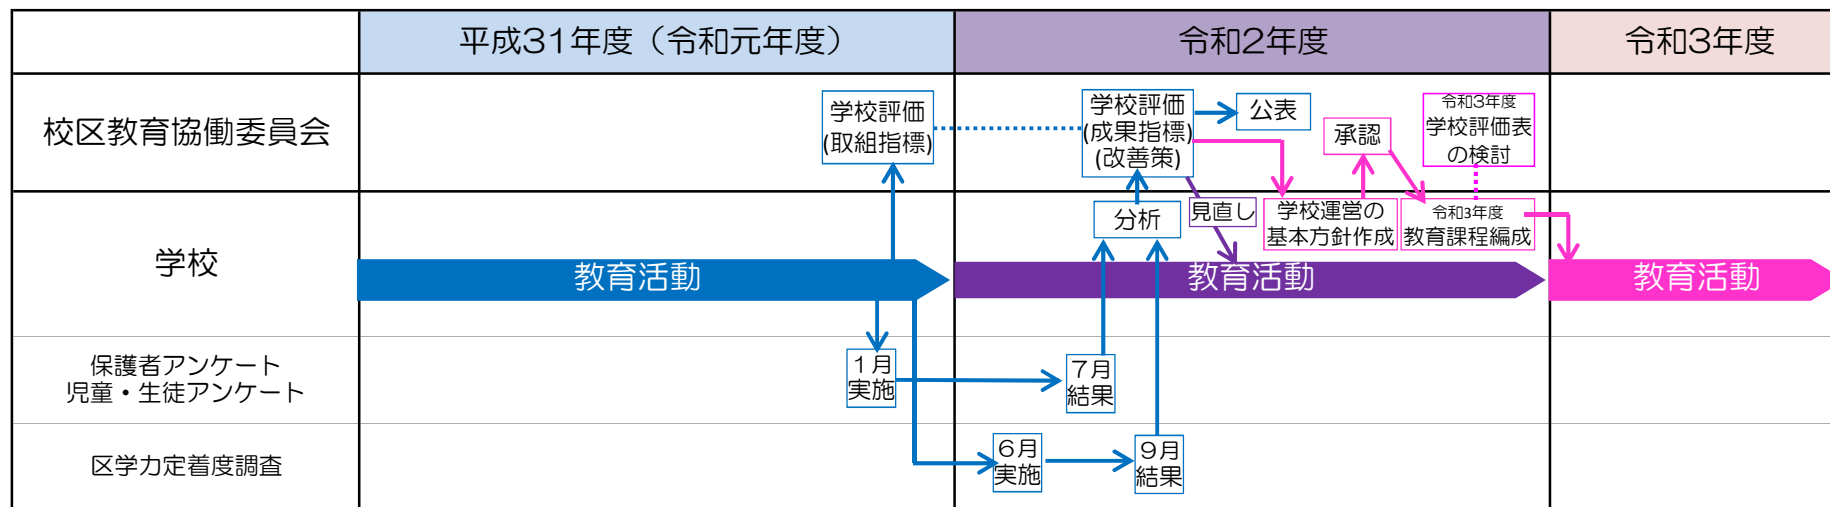 平成31年度（令和元年度）
令和2年度
令和3年度
校区教育協働委員会
学校評価
(取組指標)
学校評価
(成果指標)
(改善策)
公表
承認
令和3年度
学校評価表
の検討
学校
分析
見直し
学校運営の
基本方針作成
令和3年度
教育課程編成
教育活動
教育活動
教育活動
保護者アンケート
児童・生徒アンケート
１月
実施
７月
結果
区学力定着度調査
６月
実施
９月
結果